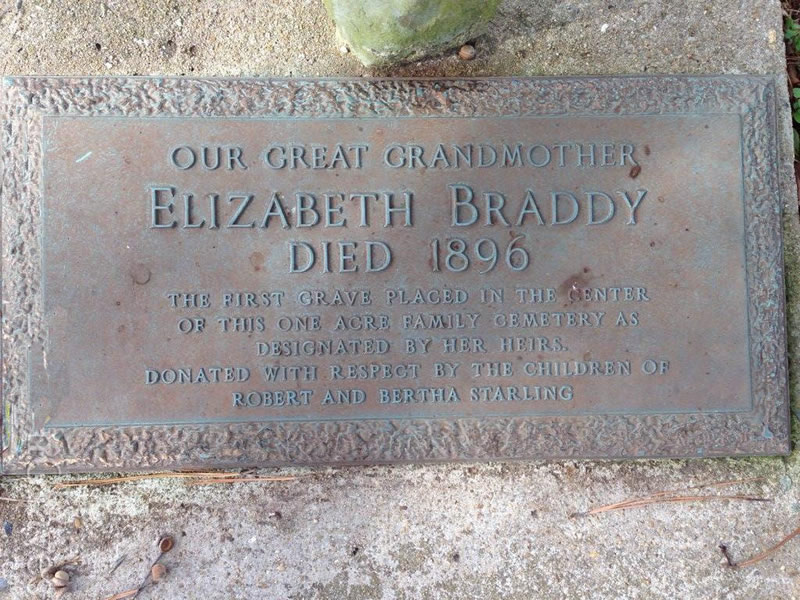 OUR GREAT GRANDMOTHER
ELIZABETH BRADDY
DIED 1896
THE FIRST GRAVE PLACED IN THE CENTER
OF THIS ONE ACRE FAMILY CEMETERY AS
DESIGNATED BY HER HEIRS.
DONATED WITH RESPECT BY THE CHILDREN OF
ROBERT AND BERTHA STARLING